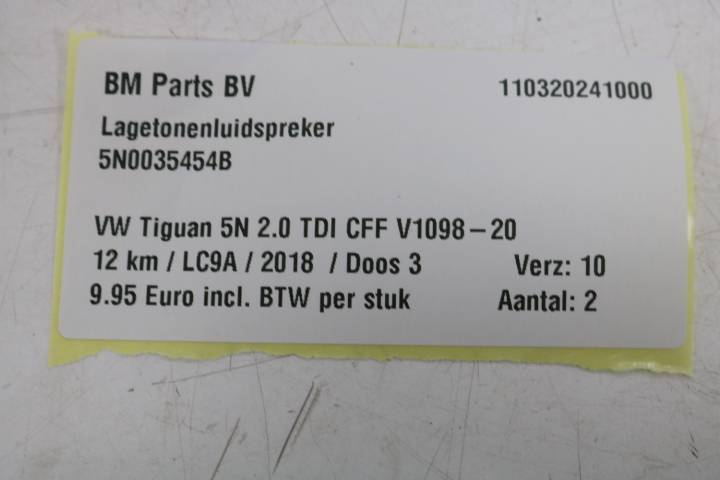 BM Parts BV 110320241000
Lagetonenluidspreker
5N0035454B
VW Tiguan 5N 2.0 TDI CFF V1098-20
12 km / LC9A / 2018 / Doos 3 Verz: 10
9.95 Euro incl. BTW per stuk Aantal: 2